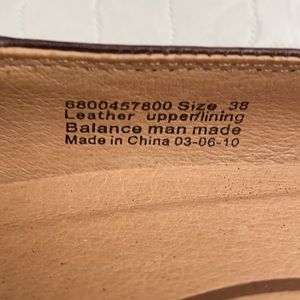 6800457800 Size 38
Leather upper/lining
Balance man made
Made in China 03-06-10